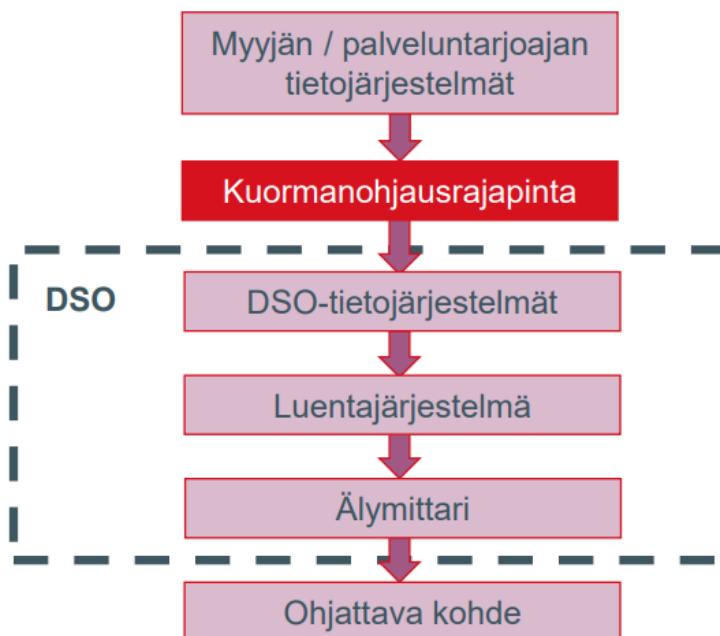 Myyjän / palveluntarjoajan
tietojärjestelmät
Kuormanohjausrajapinta
DSO
DSO-tietojärjestelmät
Luentajärjestelmä
Älymittari
Ohjattava kohde